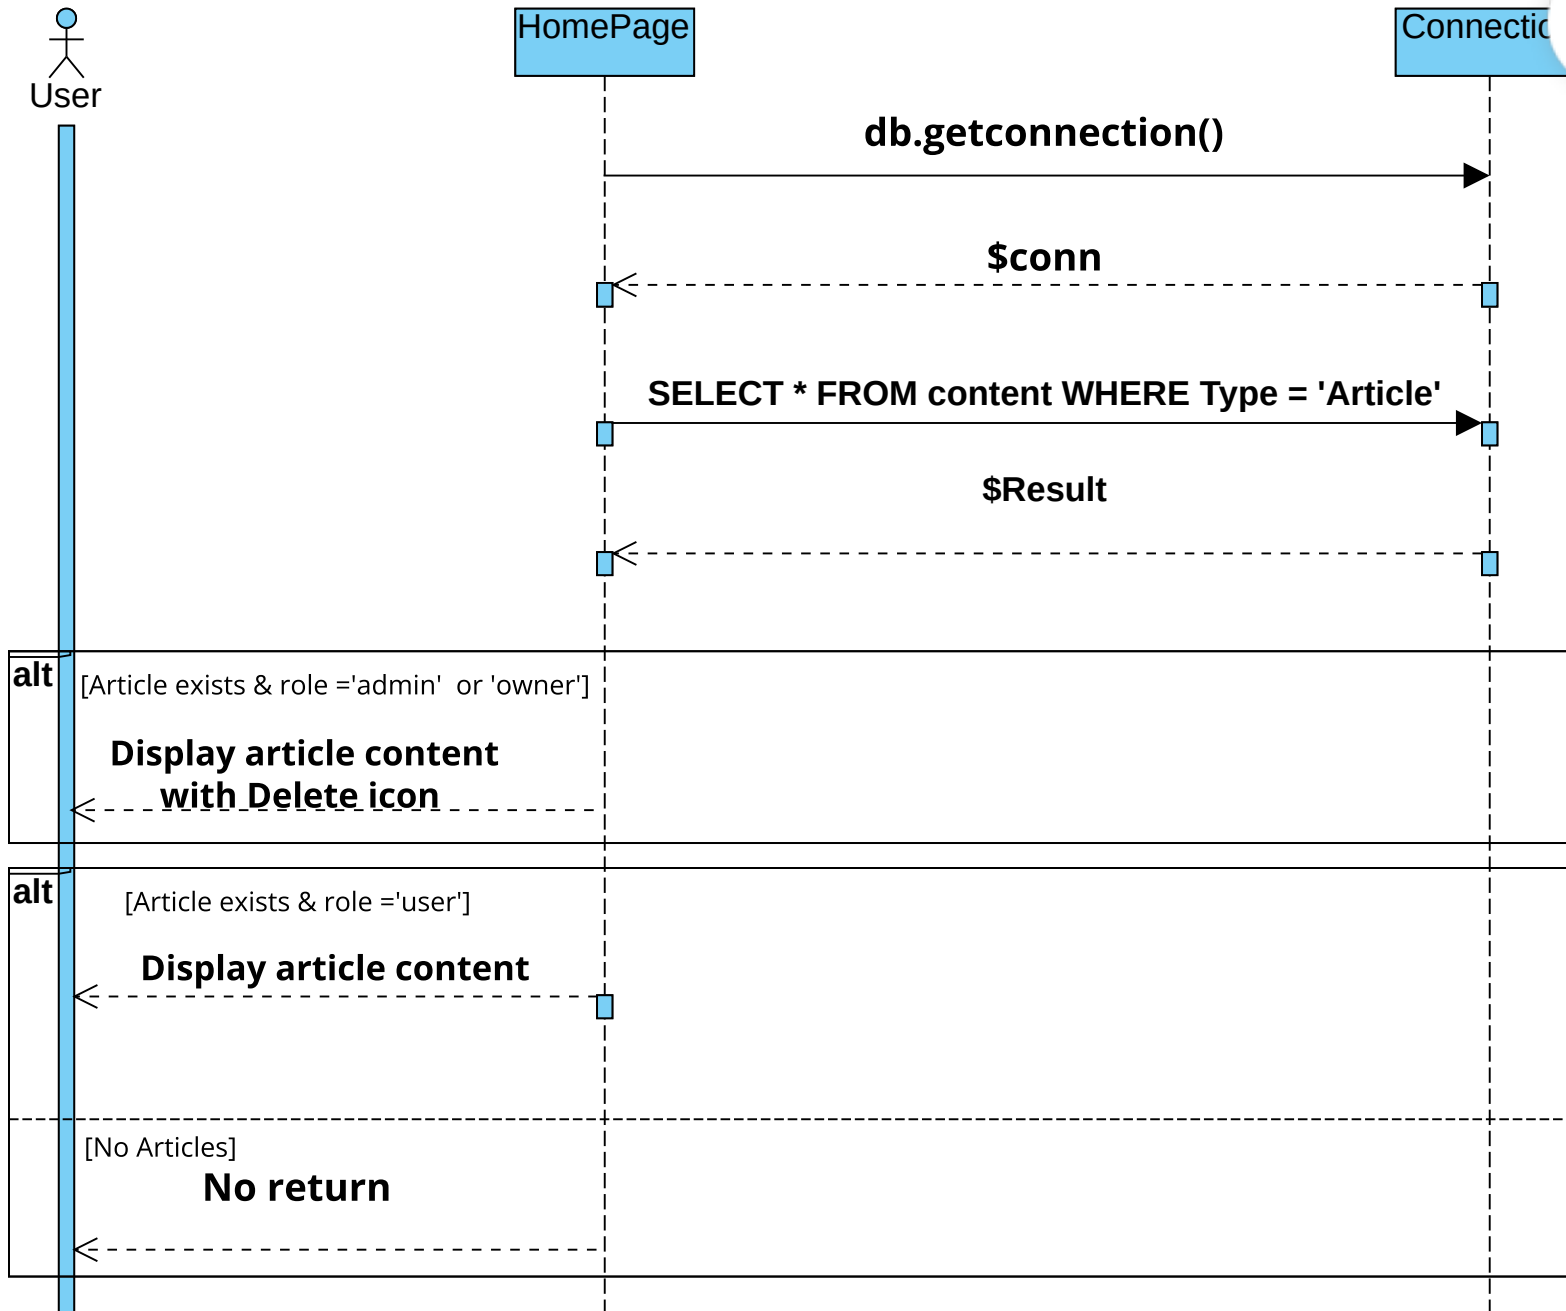 User
HomePage
db.getconnection()
$conn
SELECT * FROM content WHERE Type = 'Article'
$Result
alt
[Article exists & role ='admin'  or 'owner']
Display article content
with Delete icon
alt
[Article exists & role ='user']
Display article content
[No Articles]
No return